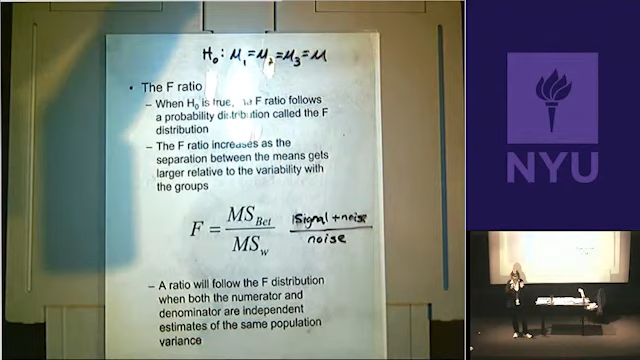 H₀: μ₁=μ₂=μ₃=μ
• The F ratio
– When H₀ is true, the F ratio follows
a probability distribution called the F
distribution
– The F ratio increases as the
separation between the means gets
larger relative to the variability with
the groups
F = MS_Bet / MS_w   |Signal + noise / noise
– A ratio will follow the F distribution
when both the numerator and
denominator are independent
estimates of the same population
variance
NYU